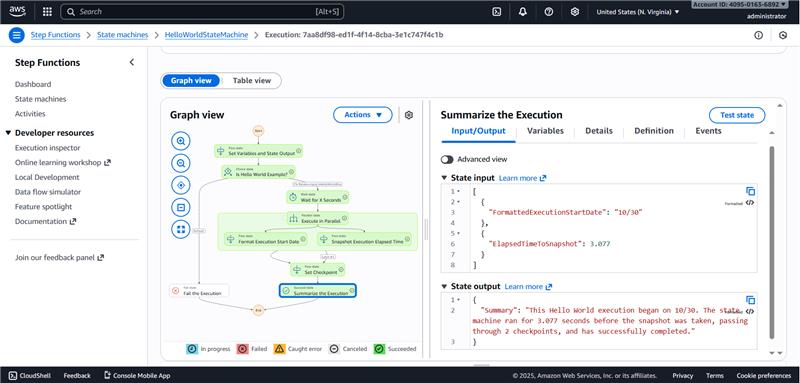 aws
Search [Alt+S]
United States (N. Virginia)
Account ID: 4095-0163-6892
administrator
Step Functions > State machines > HelloWorldStateMachine > Execution: 7aa8df98-ed1f-4f14-8cba-3e1c747f4c1b
Step Functions
Dashboard
State machines
Activities
Developer resources
Execution inspector
Online learning workshop
Local Development
Data flow simulator
Feature spotlight
Documentation
Join our feedback panel
Graph view
Table view
Graph view
Actions
Start
Pass state
Set Variables and State Output
Choice state
Is Hello World Example?
Wait state
Wait for X Seconds
Parallel state
Execute in Parallel
Pass state
Format Execution Start Date
Pass state
Snapshot Execution Elapsed Time
Pass state
Set Checkpoint
Default
Fail state
Fail the Execution
Succeed state
Summarize the Execution
End
In progress
Failed
Caught error
Canceled
Succeeded
Summarize the Execution
Test state
Input/Output
Variables
Details
Definition
Events
Advanced view
State input Learn more
Formatted
1 [
2 {
3 "FormattedExecutionStartDate": "10/30"
4 },
5 {
6 "ElapsedTimeToSnapshot": 3.077
7 }
8 ]
State output Learn more
Formatted
1 {
2 "Summary": "This Hello World execution began on 10/30. The state
machine ran for 3.077 seconds before the snapshot was taken, passing
through 2 checkpoints, and has successfully completed."
3 }
CloudShell
Feedback
Console Mobile App
© 2025, Amazon Web Services, Inc. or its affiliates.
Privacy
Terms
Cookie preferences